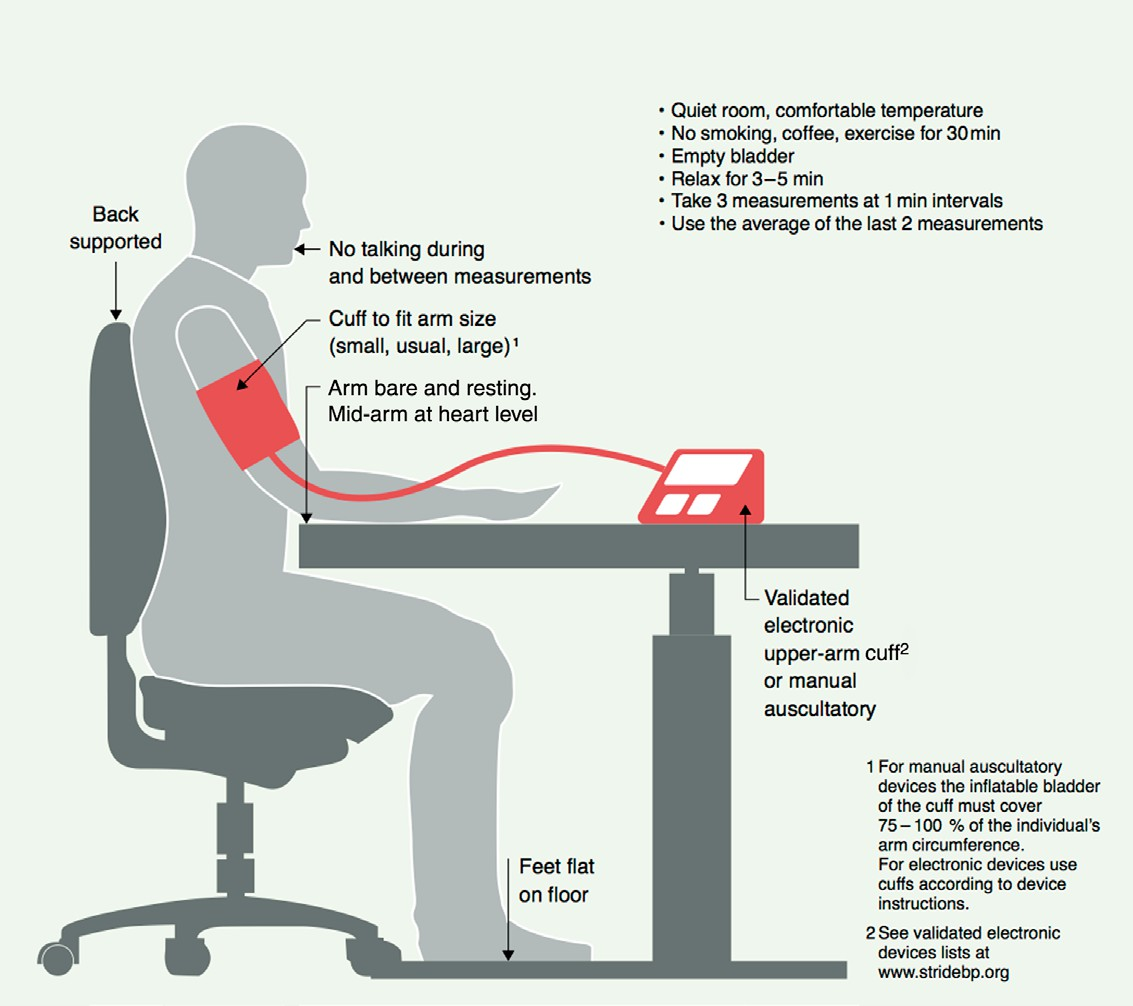 • Quiet room, comfortable temperature
• No smoking, coffee, exercise for 30 min
• Empty bladder
• Relax for 3–5 min
• Take 3 measurements at 1 min intervals
• Use the average of the last 2 measurements
Back
supported
No talking during
and between measurements
Cuff to fit arm size
(small, usual, large)¹
Arm bare and resting.
Mid-arm at heart level
Validated
electronic
upper-arm cuff²
or manual
auscultatory
Feet flat
on floor
1 For manual auscultatory
devices the inflatable bladder
of the cuff must cover
75–100 % of the individual's
arm circumference.
For electronic devices use
cuffs according to device
instructions.
2 See validated electronic
devices lists at
www.stridebp.org